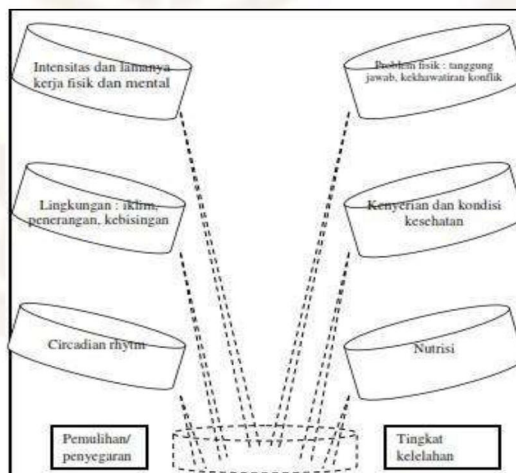 Intensitas dan lamanya
kerja fisik dan mental
Problem fisik : tanggung
jawab, kekhawatiran konflik
Lingkungan : iklim,
penerangan, kebisingan
Kenyerian dan kondisi
kesehatan
Circadian rhytm
Nutrisi
Pemulihan/
penyegaran
Tingkat
kelelahan